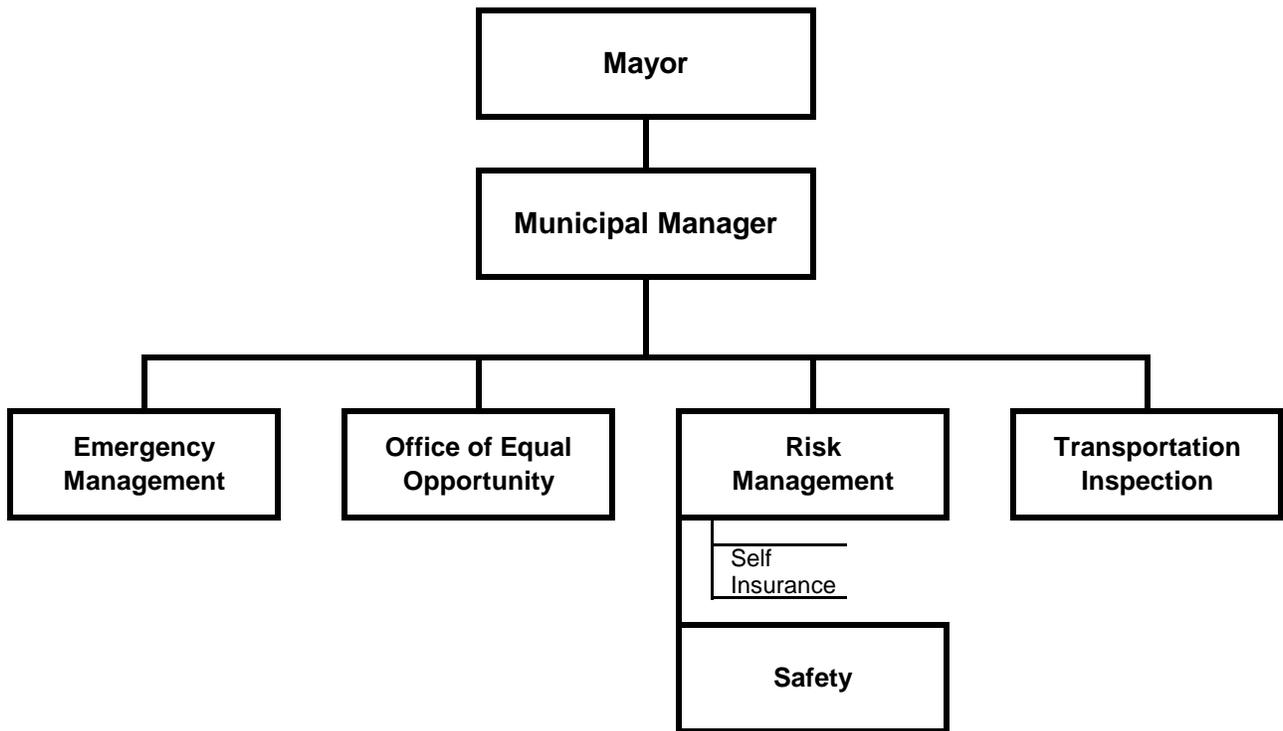 Mayor
Municipal Manager
Emergency
Management
Office of Equal
Opportunity
Risk
Management
Transportation
Inspection
Self
Insurance
Safety